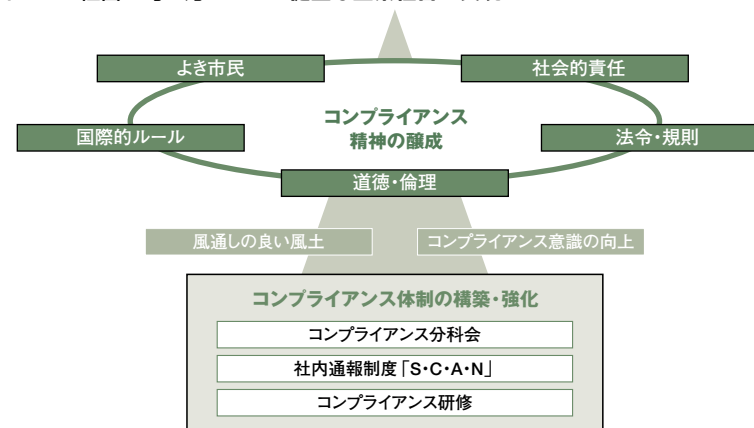 よき市民
社会的責任
コンプライアンス
精神の醸成
国際的ルール
法令・規則
道徳・倫理
風通しの良い風土
コンプライアンス意識の向上
コンプライアンス体制の構築・強化
コンプライアンス分科会
社内通報制度「S・C・A・N」
コンプライアンス研修